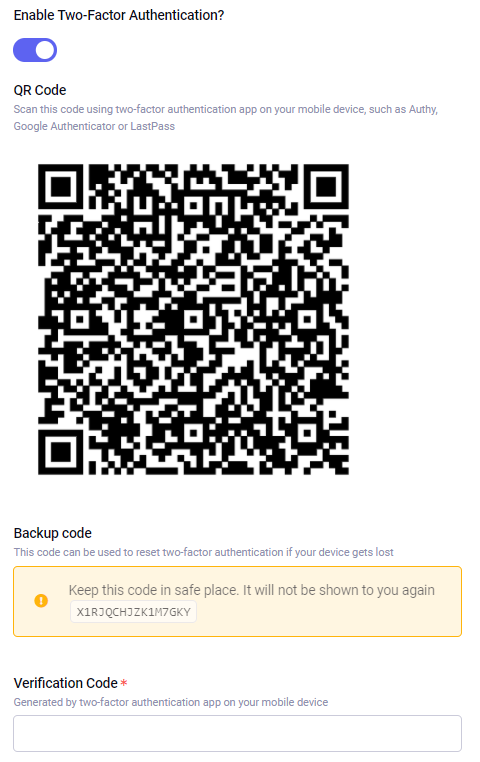 Enable Two-Factor Authentication?
QR Code
Scan this code using two-factor authentication app on your mobile device, such as Authy,
Google Authenticator or LastPass
Backup code
This code can be used to reset two-factor authentication if your device gets lost
Keep this code in safe place. It will not be shown to you again
X1RJQCHJZK1M7GKY
Verification Code *
Generated by two-factor authentication app on your mobile device